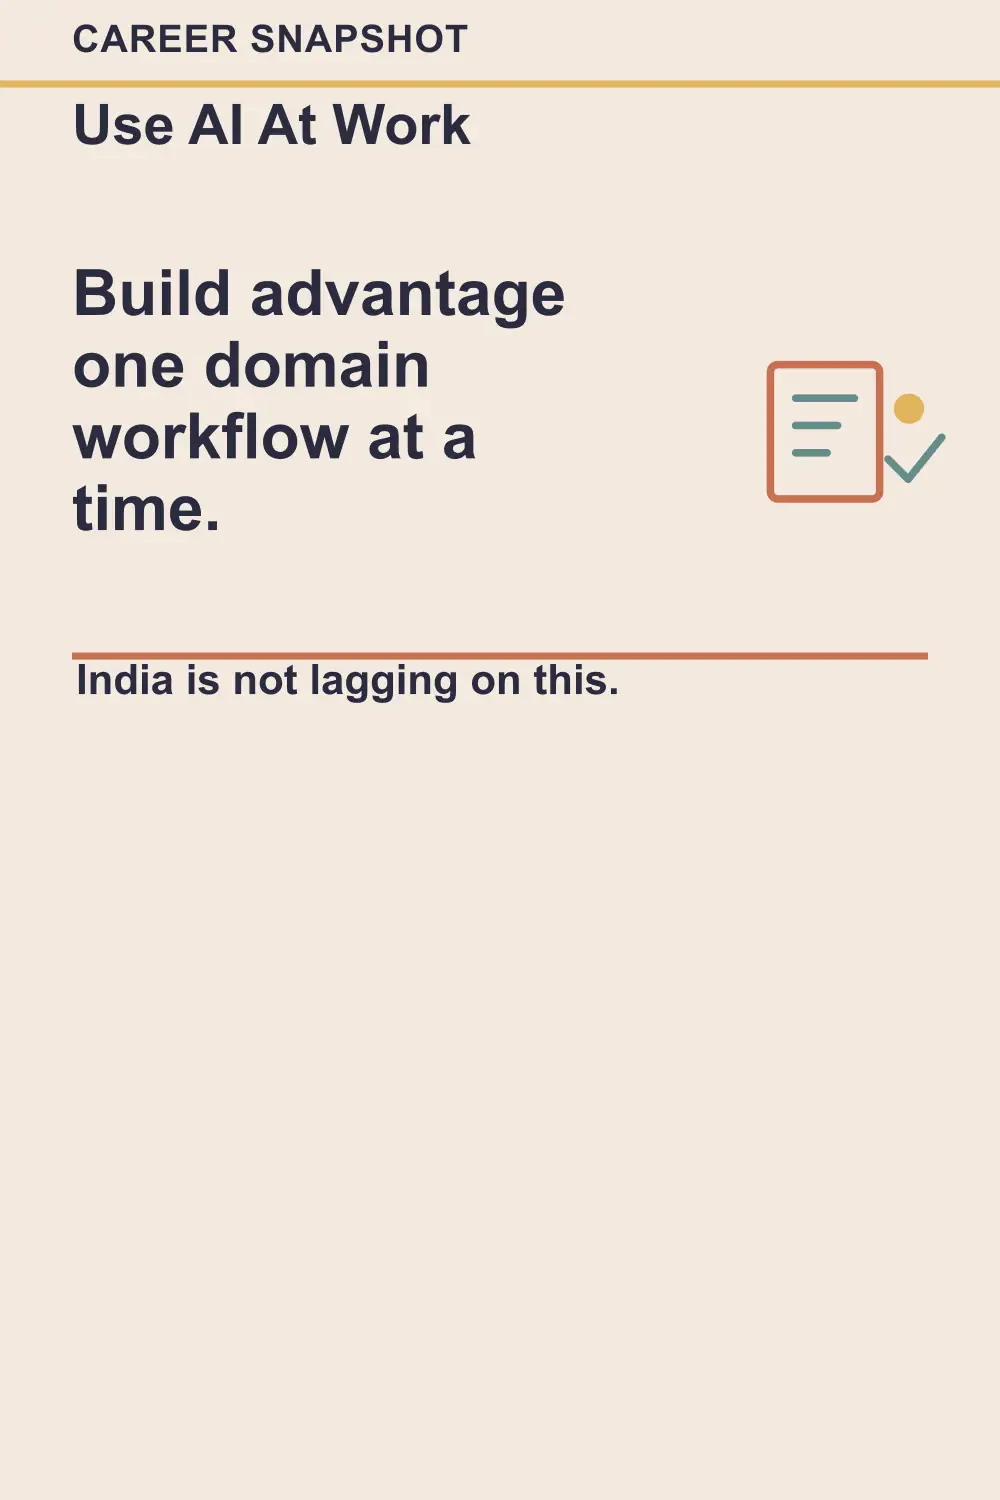 CAREER SNAPSHOT
Use AI At Work
Build advantage
one domain
workflow at a
time.
India is not lagging on this.